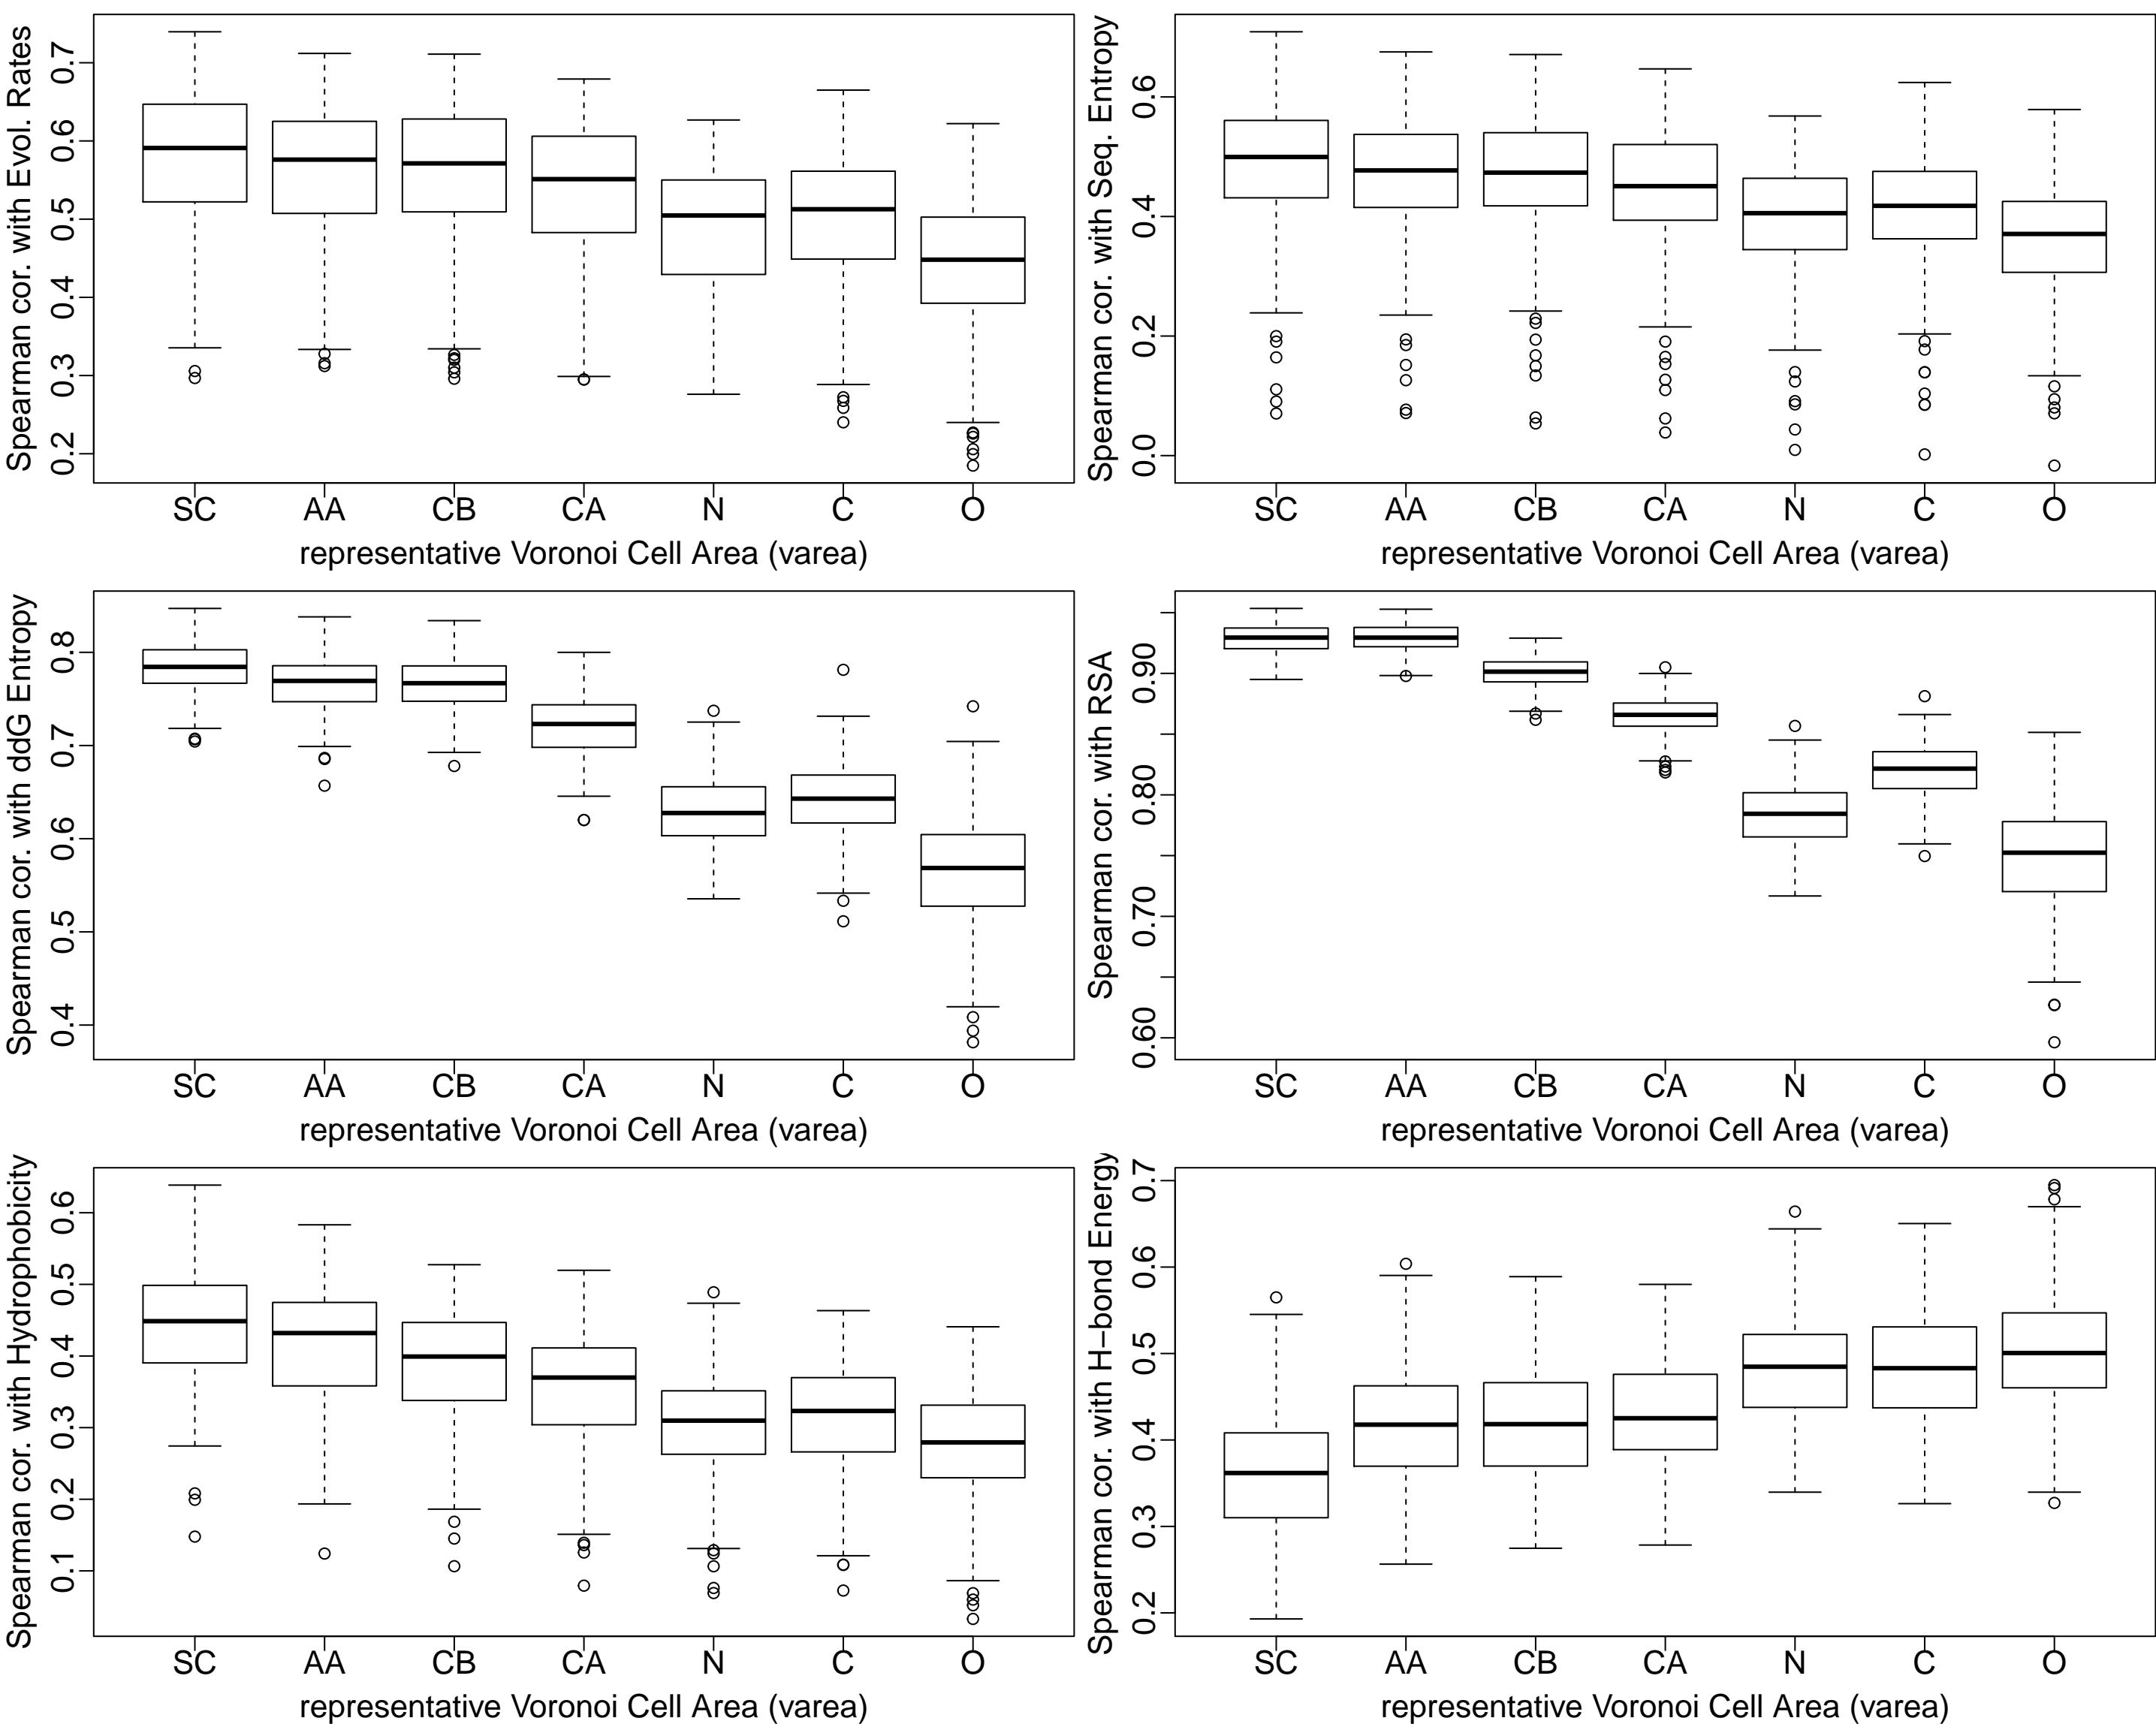 Spearman cor. with Evol. Rates
0.2 0.3 0.4 0.5 0.6 0.7
SC AA CB CA N C O
representative Voronoi Cell Area (varea)
Spearman cor. with Seq. Entropy
0.0 0.2 0.4 0.6
SC AA CB CA N C O
representative Voronoi Cell Area (varea)
Spearman cor. with ddG Entropy
0.4 0.5 0.6 0.7 0.8
SC AA CB CA N C O
representative Voronoi Cell Area (varea)
Spearman cor. with RSA
0.60 0.70 0.80 0.90
SC AA CB CA N C O
representative Voronoi Cell Area (varea)
Spearman cor. with Hydrophobicity
0.1 0.2 0.3 0.4 0.5 0.6
SC AA CB CA N C O
representative Voronoi Cell Area (varea)
Spearman cor. with H−bond Energy
0.2 0.3 0.4 0.5 0.6 0.7
SC AA CB CA N C O
representative Voronoi Cell Area (varea)